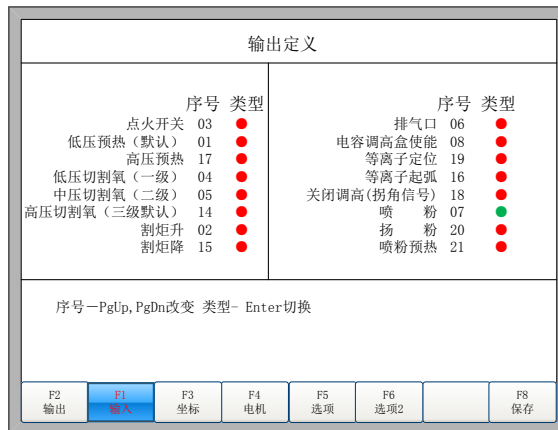 输出定义
序号 类型
点火开关 03
低压预热（默认） 01
高压预热 17
低压切割氧（一级） 04
中压切割氧（二级） 05
高压切割氧（三级默认） 14
割炬升 02
割炬降 15
序号 类型
排气口 06
电容调高盒使能 08
等离子定位 19
等离子起弧 16
关闭调高(拐角信号) 18
喷 粉 07
扬 粉 20
喷粉预热 21
序号－PgUp,PgDn改变 类型- Enter切换
F2 F1 F3 F4 F5 F6 F8
输出 输入 坐标 电机 选项 选项2 保存